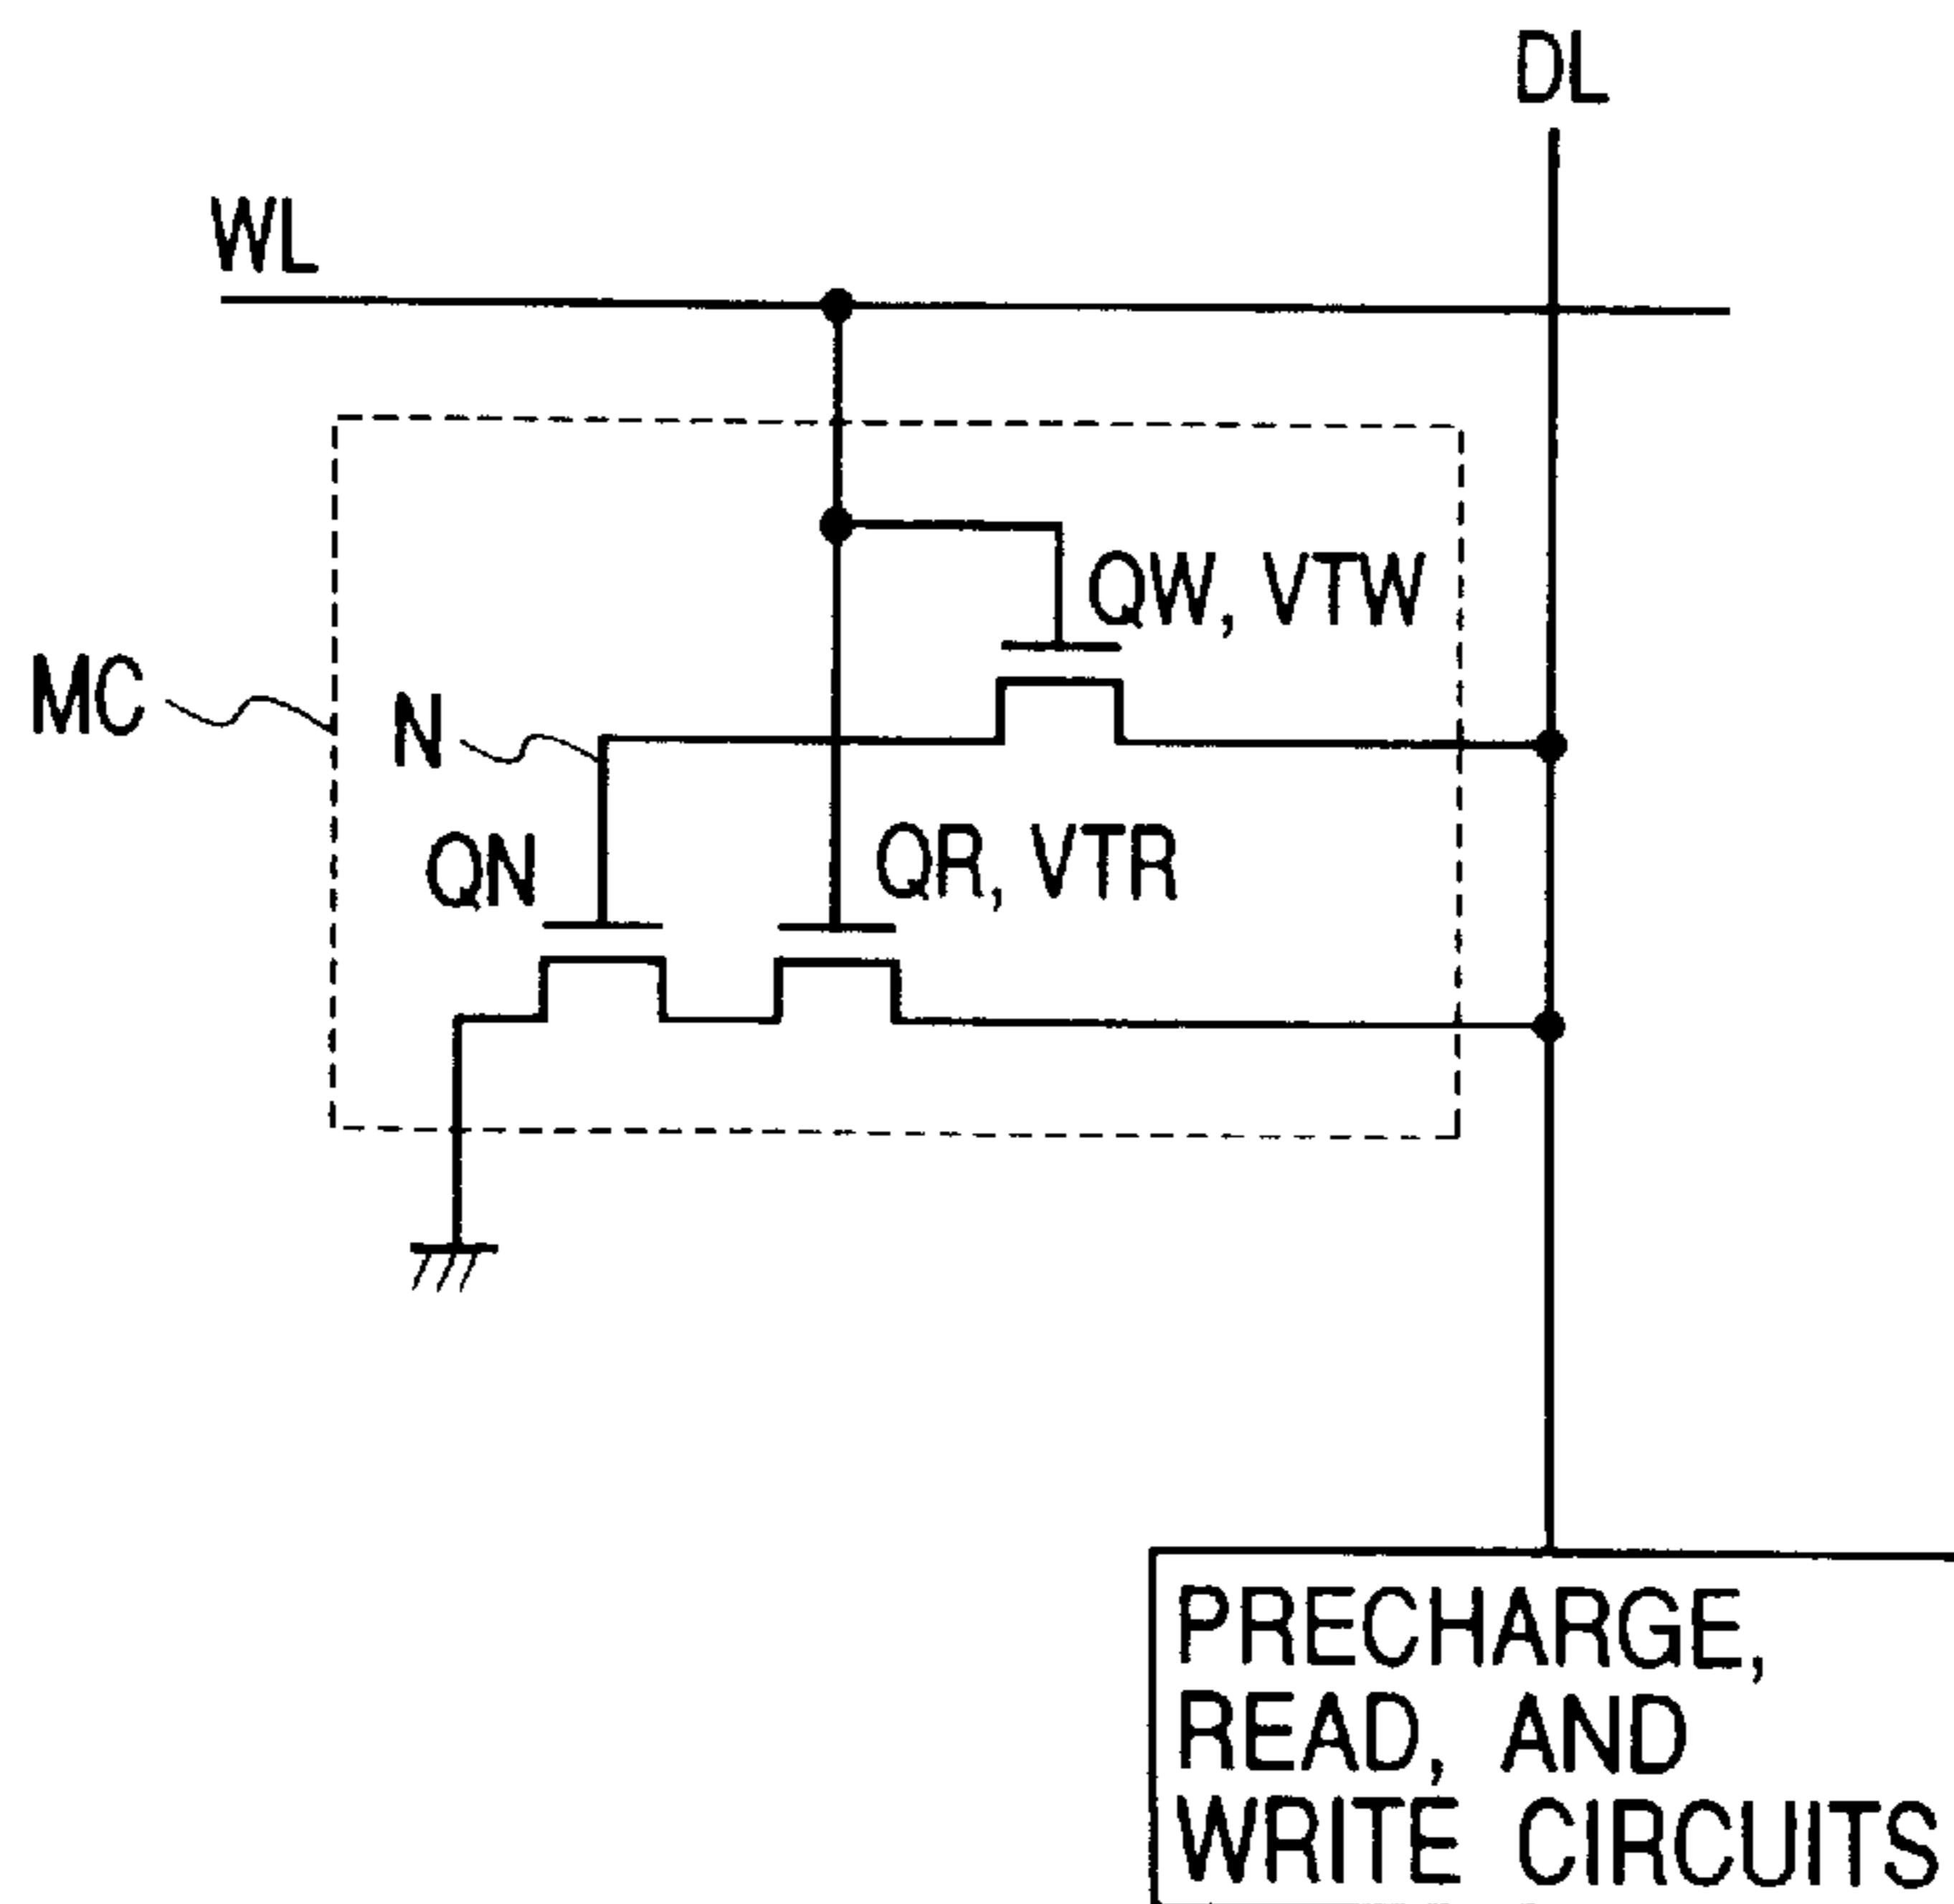 DL
WL
QW, VTW
MC
N
QN
QR, VTR
PRECHARGE,
READ, AND
WRITE CIRCUITS